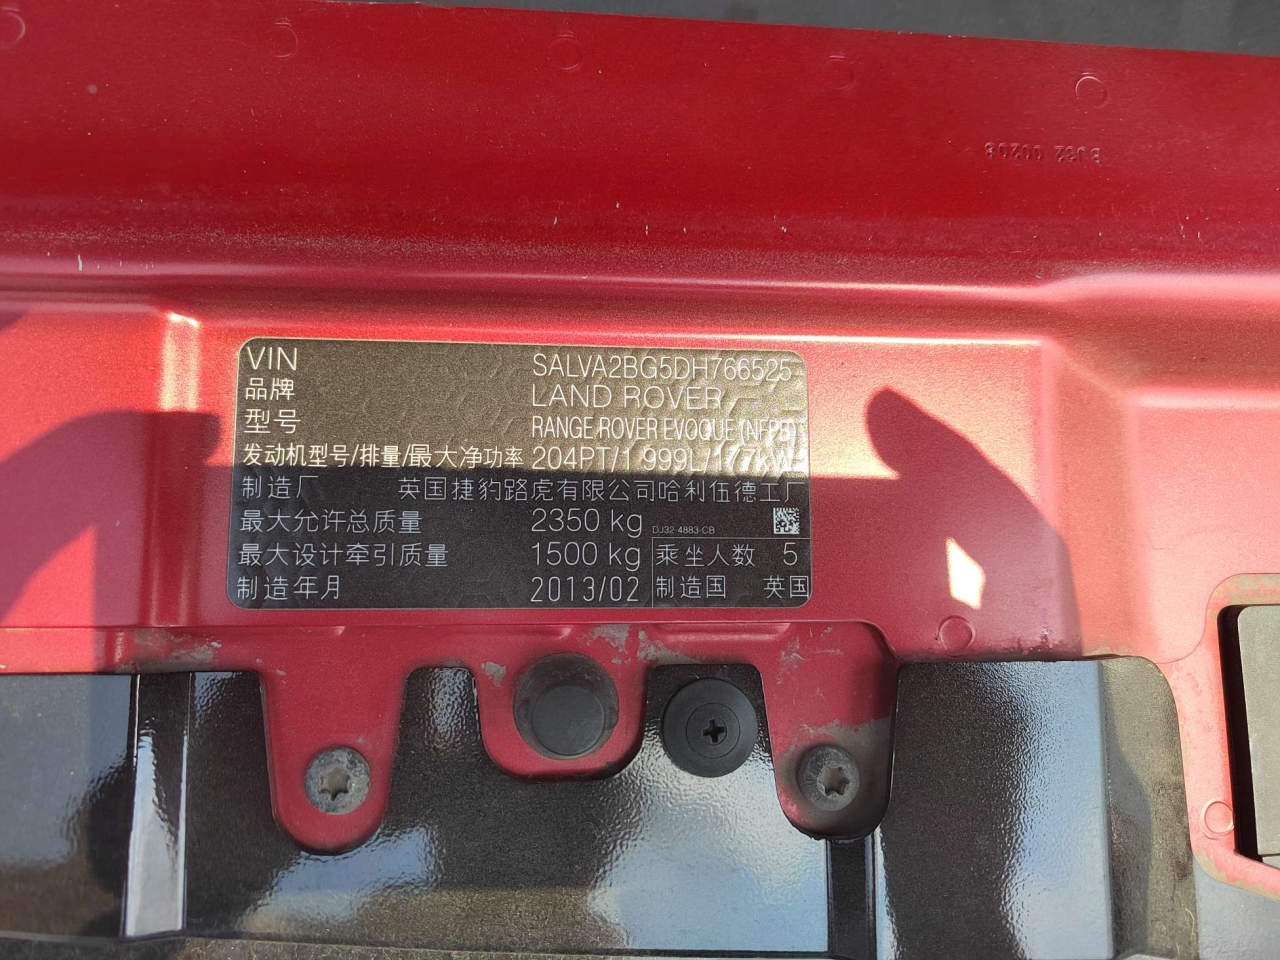 BJ32 00208
VIN SALVA2BG5DH766525
品牌 LAND ROVER
型号 RANGE ROVER EVOQUE (NFPB)
发动机型号/排量/最大净功率 204PT/1.999L/177kW
制造厂 英国捷豹路虎有限公司哈利伍德工厂
最大允许总质量 2350 kg DJ32-4883-CB
最大设计牵引质量 1500 kg 乘坐人数 5
制造年月 2013/02 制造国 英国